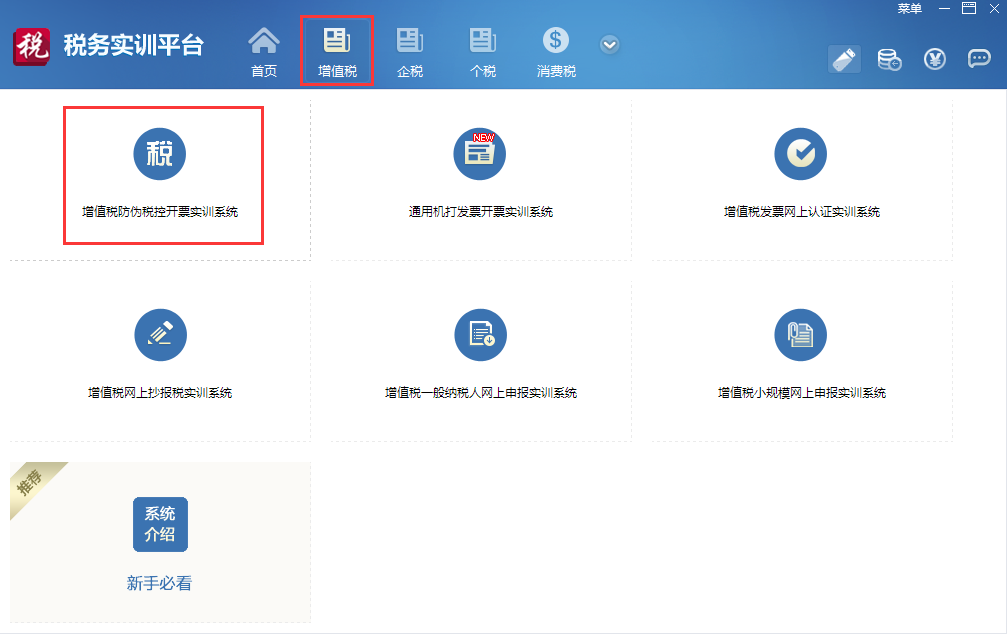 菜单
税 税务实训平台
首页 增值税 企税 个税 消费税
税
NEW
增值税防伪税控开票实训系统
通用机打发票开票实训系统
增值税发票网上认证实训系统
增值税网上抄报税实训系统
增值税一般纳税人网上申报实训系统
增值税小规模网上申报实训系统
推荐
系统
介绍
新手必看